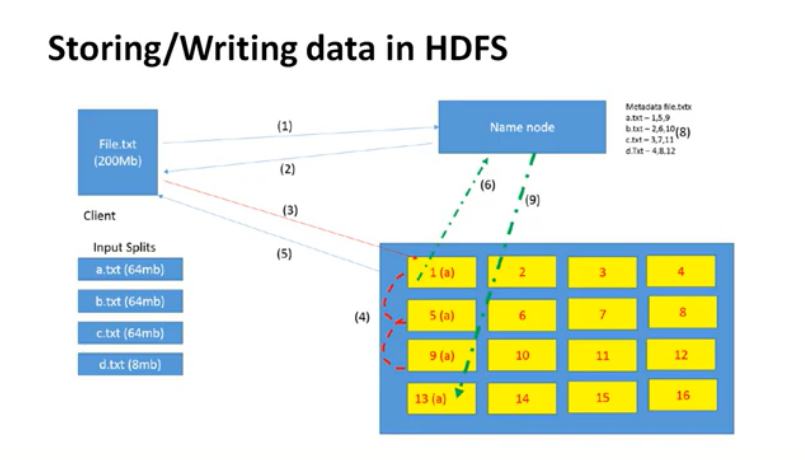 Storing/Writing data in HDFS
File.txt
(200Mb)
Client
Input Splits
a.txt (64mb)
b.txt (64mb)
c.txt (64mb)
d.txt (8mb)
(1)
(2)
(3)
(5)
(4)
(6)
(9)
Name node
Metadata file.txtx
a.txt – 1,5,9
b.txt – 2,6,10
c.txt – 3,7,11
d.Txt – 4,8,12
(8)
1 (a)
2
3
4
5 (a)
6
7
8
9 (a)
10
11
12
13 (a)
14
15
16